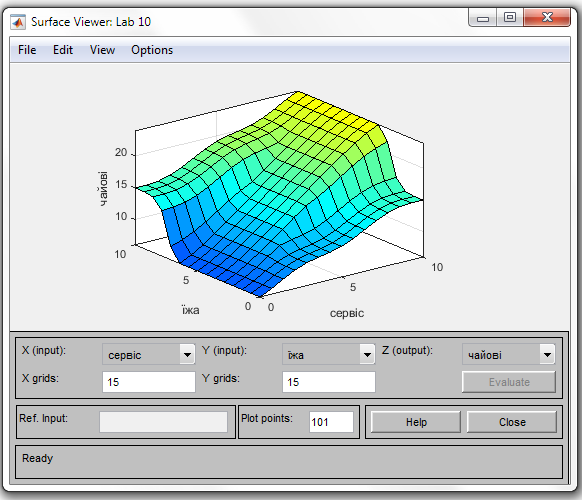 Surface Viewer: Lab 10
File Edit View Options
20
15
10
чайові
10
5
0
їжа
0
5
10
сервіс
X (input): сервіс Y (input): їжа Z (output): чайові
X grids: 15 Y grids: 15 Evaluate
Ref. Input: Plot points: 101 Help Close
Ready